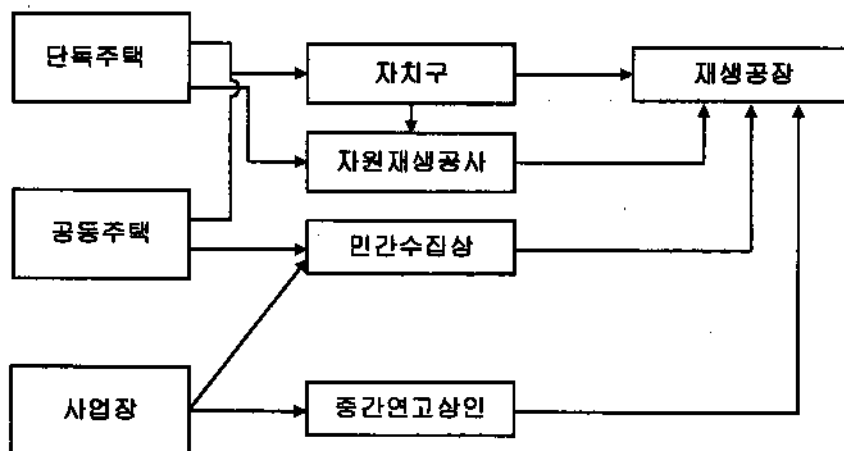 단독주택
자치구
재생공장
자원재생공사
공동주택
민간수집상
사업장
중간연고상인